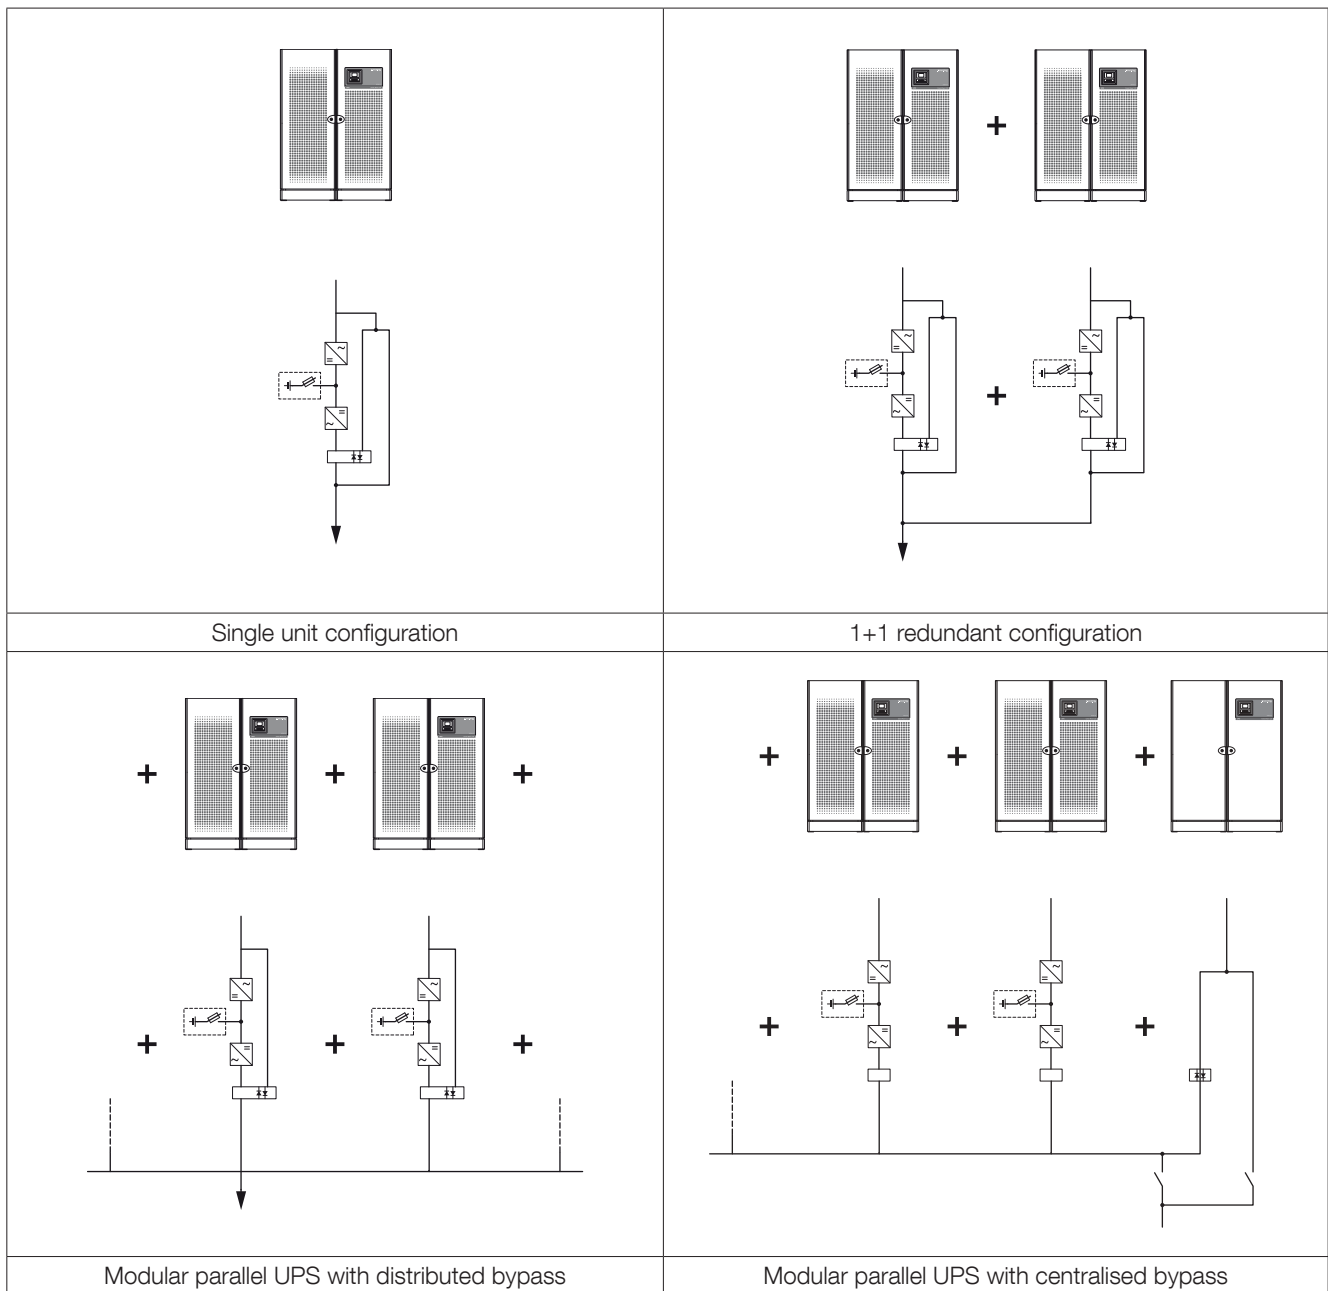 Single unit configuration
1+1 redundant configuration
Modular parallel UPS with distributed bypass
Modular parallel UPS with centralised bypass